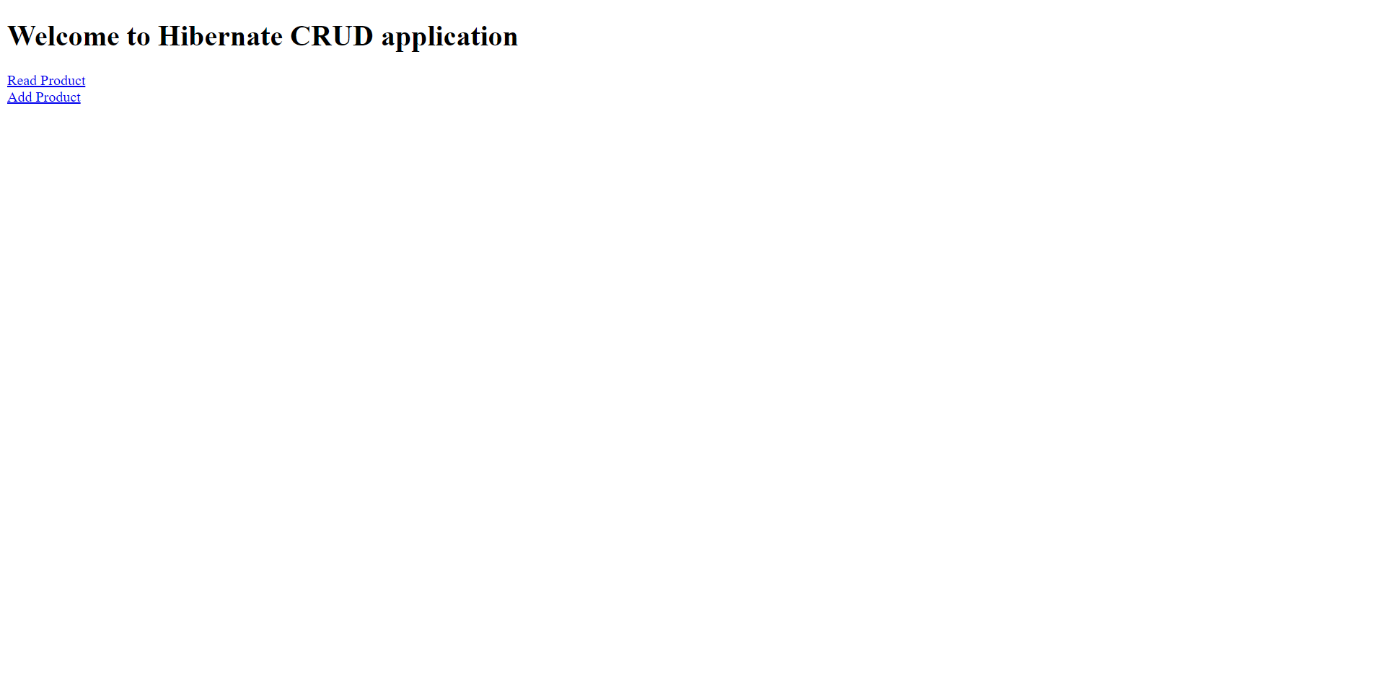 Welcome to Hibernate CRUD application
Read Product
Add Product